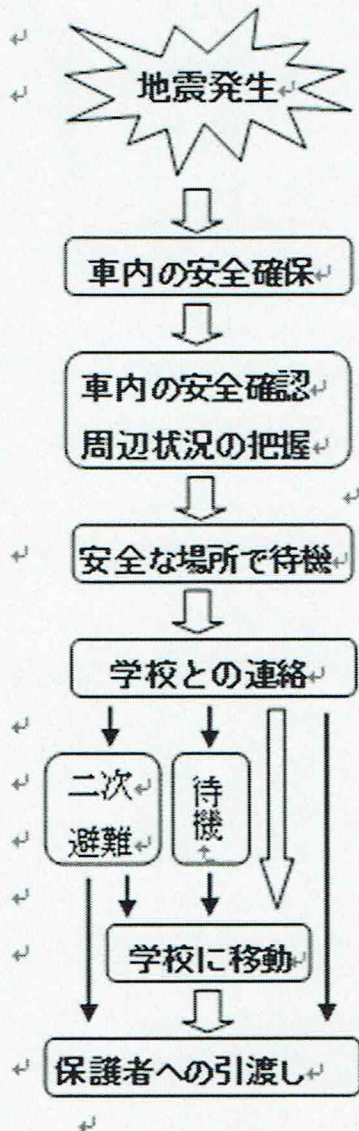 地震発生
車内の安全確保
車内の安全確認
周辺状況の把握
安全な場所で待機
学校との連絡
二次
避難
待機
学校に移動
保護者への引渡し